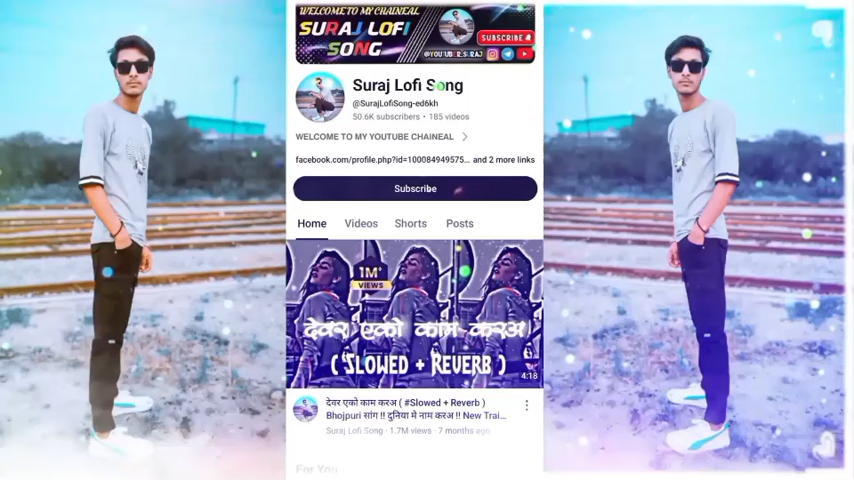 WELCOME TO MY CHAINEAL
SURAJ LOFI
SONG
SUBSCRIBE
@YOUTUBER.SURAJ
Suraj Lofi Song
@SurajLofiSong-ed6kh
50.6K subscribers • 185 videos
WELCOME TO MY YOUTUBE CHAINEAL
facebook.com/profile.php?id=100084949575... and 2 more links
Subscribe
Home Videos Shorts Posts
1M+
VIEWS
देवर एको काम करअ
( SLOWED + REVERB )
4:18
देवर एको काम करअ ( #Slowed + Reverb )
Bhojpuri सांग !! दुनिया मे नाम करअ !! New Trai...
Suraj Lofi Song · 1.7M views · 7 months ago
For You